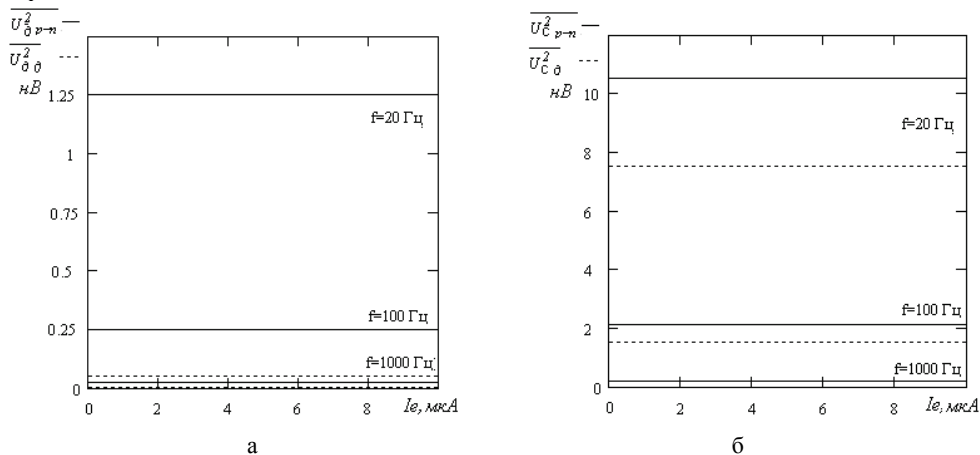 U²∂ p-n —
U²∂ ∂ ---
нВ
1.25
1
0.75
0.5
0.25
0
f=20 Гц
f=100 Гц
f=1000 Гц
0 2 4 6 8 Ie, мкА
а
U²C p-n —
U²C ∂ ---
нВ
10
8
6
4
2
0
f=20 Гц
f=100 Гц
f=1000 Гц
0 2 4 6 8 Ie, мкА
б